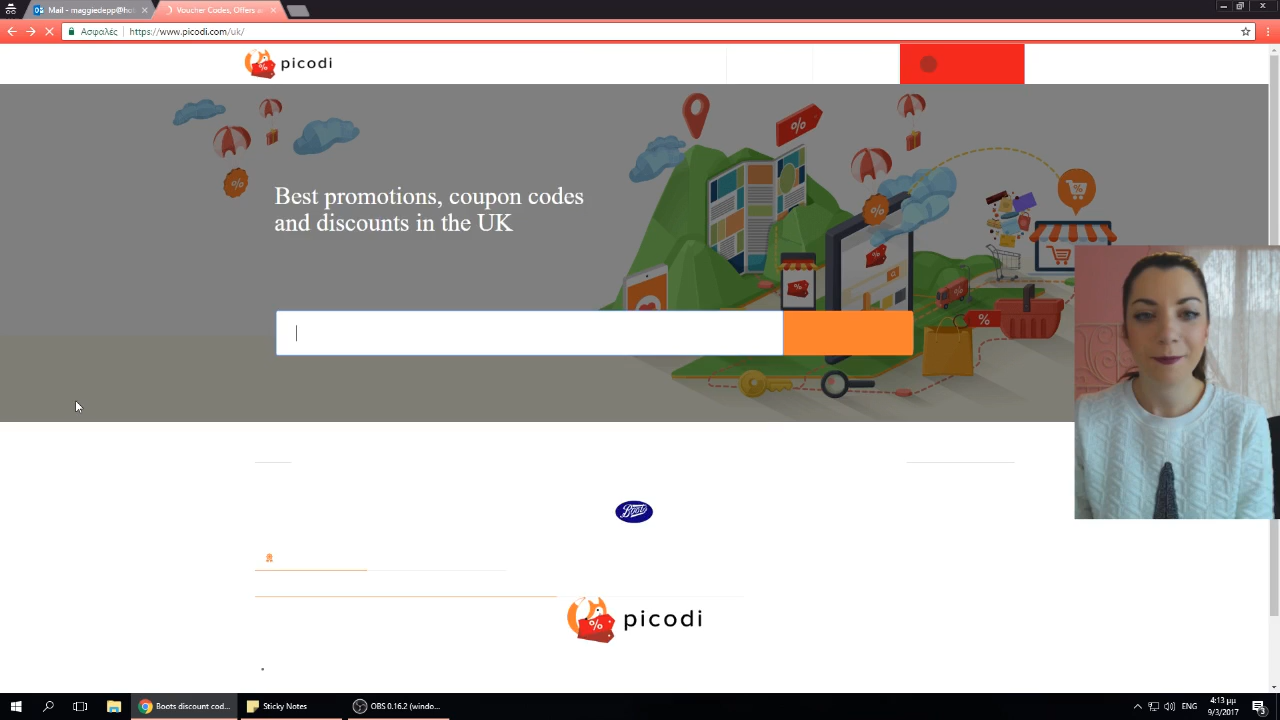 Mail - maggiedepp@hot
Voucher Codes, Offers a
Ασφαλές
https://www.picodi.com/uk/
%
picodi
%
%
%
Best promotions, coupon codes
and discounts in the UK
%
Boots
%
picodi
Boots discount cod...
Sticky Notes
OBS 0.16.2 (windo...
ENG
4:13 μμ
9/3/2017
3